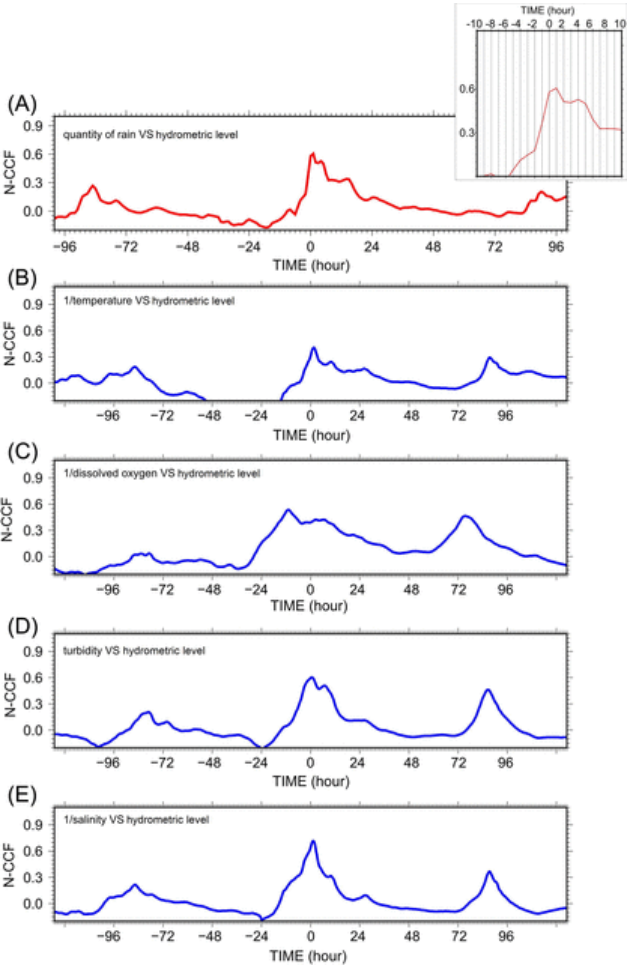 TIME (hour)
-10 -8 -6 -4 -2 0 2 4 6 8 10
0.6
0.3
(A)
quantity of rain VS hydrometric level
0.9
0.6
0.3
0.0
N-CCF
−96 −72 −48 −24 0 24 48 72 96
TIME (hour)
(B)
1/temperature VS hydrometric level
0.9
0.6
0.3
0.0
N-CCF
−96 −72 −48 −24 0 24 48 72 96
TIME (hour)
(C)
1/dissolved oxygen VS hydrometric level
0.9
0.6
0.3
0.0
N-CCF
−96 −72 −48 −24 0 24 48 72 96
TIME (hour)
(D)
turbidity VS hydrometric level
0.9
0.6
0.3
0.0
N-CCF
−96 −72 −48 −24 0 24 48 72 96
TIME (hour)
(E)
1/salinity VS hydrometric level
0.9
0.6
0.3
0.0
N-CCF
−96 −72 −48 −24 0 24 48 72 96
TIME (hour)